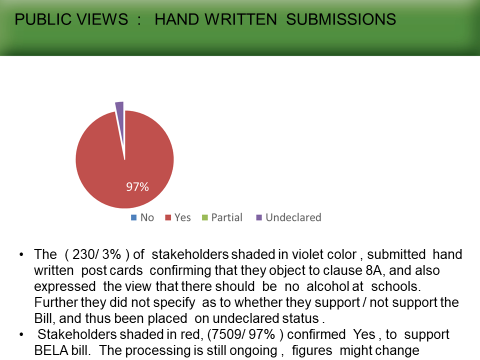 PUBLIC VIEWS : HAND WRITTEN SUBMISSIONS
97%
No Yes Partial Undeclared
• The ( 230/ 3% ) of stakeholders shaded in violet color , submitted hand
written post cards confirming that they object to clause 8A, and also
expressed the view that there should be no alcohol at schools.
Further they did not specify as to whether they support / not support the
Bill, and thus been placed on undeclared status .
• Stakeholders shaded in red, (7509/ 97% ) confirmed Yes , to support
BELA bill. The processing is still ongoing , figures might change